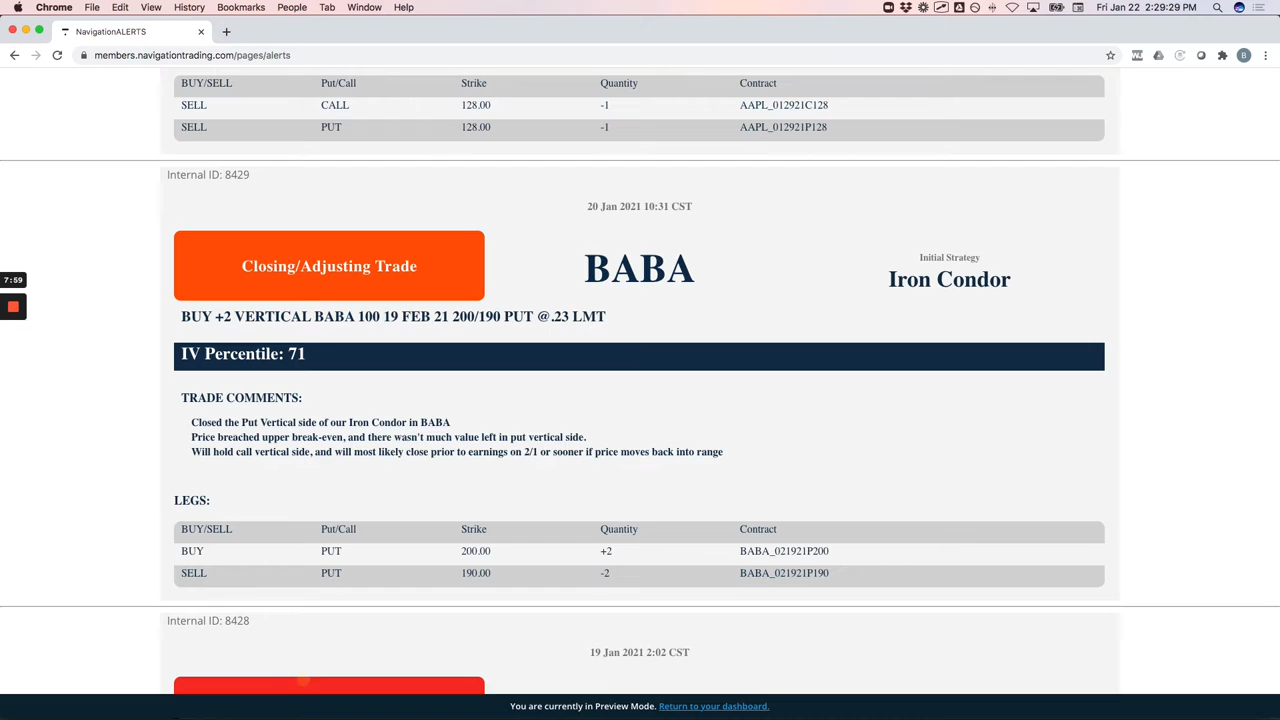 Chrome File Edit View History Bookmarks People Tab Window Help Fri Jan 22 2:29:29 PM
NavigationALERTS
members.navigationtrading.com/pages/alerts
BUY/SELL Put/Call Strike Quantity Contract
SELL CALL 128.00 -1 AAPL_012921C128
SELL PUT 128.00 -1 AAPL_012921P128
Internal ID: 8429
20 Jan 2021 10:31 CST
Closing/Adjusting Trade
BABA
Initial Strategy
Iron Condor
7:59
BUY +2 VERTICAL BABA 100 19 FEB 21 200/190 PUT @.23 LMT
IV Percentile: 71
TRADE COMMENTS:
Closed the Put Vertical side of our Iron Condor in BABA
Price breached upper break-even, and there wasn't much value left in put vertical side.
Will hold call vertical side, and will most likely close prior to earnings on 2/1 or sooner if price moves back into range
LEGS:
BUY/SELL Put/Call Strike Quantity Contract
BUY PUT 200.00 +2 BABA_021921P200
SELL PUT 190.00 -2 BABA_021921P190
Internal ID: 8428
19 Jan 2021 2:02 CST
You are currently in Preview Mode. Return to your dashboard.